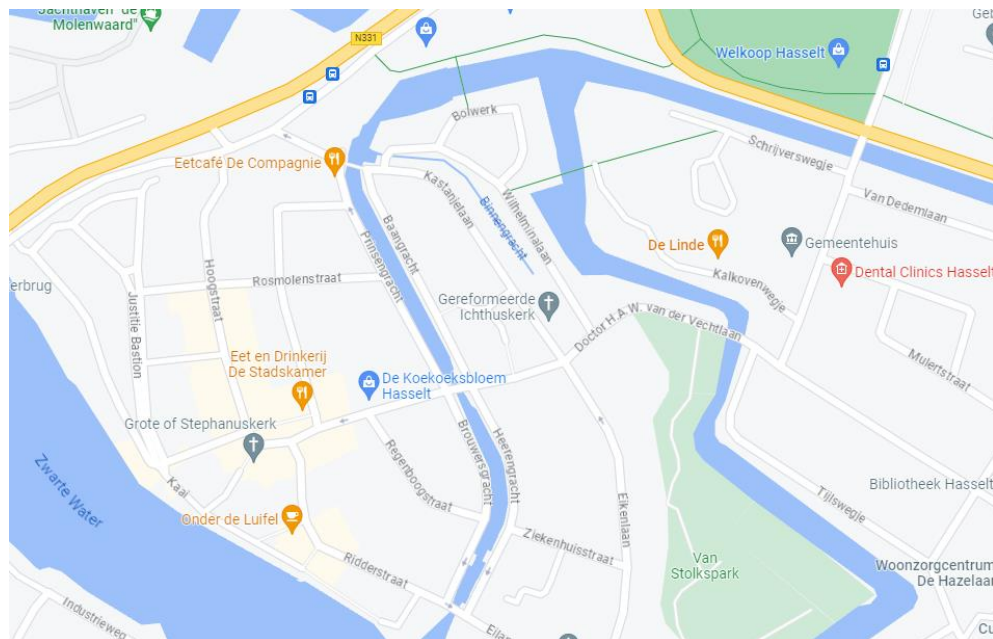 Jachthaven "de
Molenwaard"
N331
Welkoop Hasselt
Bolwerk
Schrijverswegje
Eetcafé De Compagnie
Kastanjelaan
Binnengracht
Wilhelminalaan
Van Dedemlaan
Baangracht
Prinsengracht
De Linde
Gemeentehuis
Dental Clinics Hasselt
Kalkovenwegje
Hoogstraat
Rosmolenstraat
Justitie Bastion
Gereformeerde
Ichthuskerk
Doctor H.A.W. van der Vechtlaan
Mulertstraat
Eet en Drinkerij
De Stadskamer
De Koekoeksbloem
Hasselt
Grote of Stephanuskerk
Regenboogstraat
Brouwersgracht
Heerengracht
Eikenlaan
Zwarte Water
Kaai
Bibliotheek Hasselt
Tijlswegje
Onder de Luifel
Ridderstraat
Ziekenhuisstraat
Van
Stolkspark
Woonzorgcentrum
De Hazelaar
Industrieweg